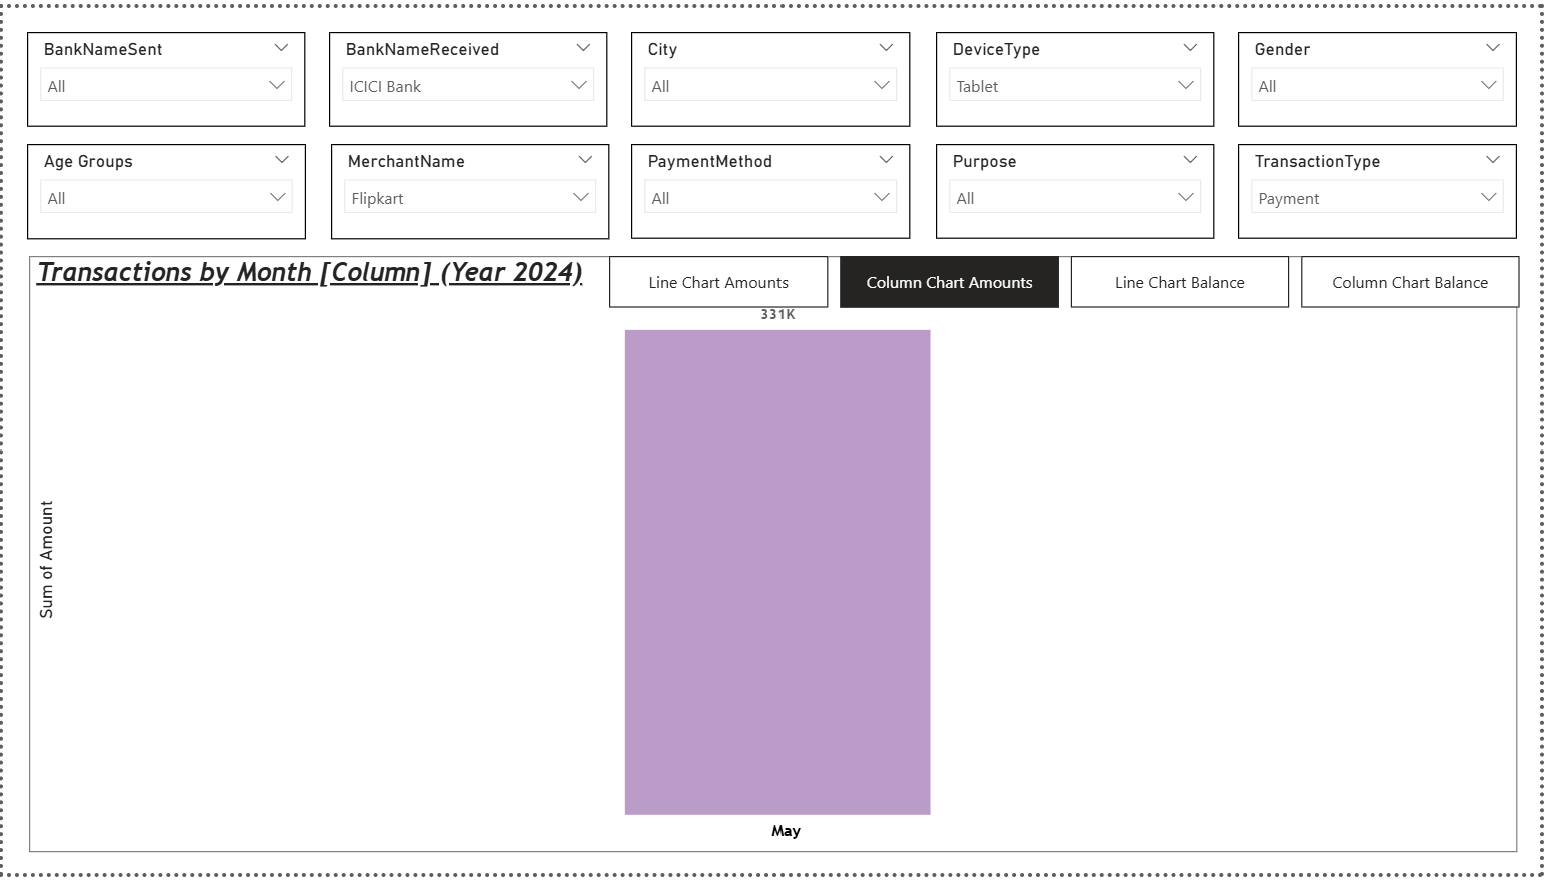 BankNameSent
All
BankNameReceived
ICICI Bank
City
All
DeviceType
Tablet
Gender
All
Age Groups
All
MerchantName
Flipkart
PaymentMethod
All
Purpose
All
TransactionType
Payment
Transactions by Month [Column] (Year 2024)
Line Chart Amounts
Column Chart Amounts
Line Chart Balance
Column Chart Balance
331K
Sum of Amount
May